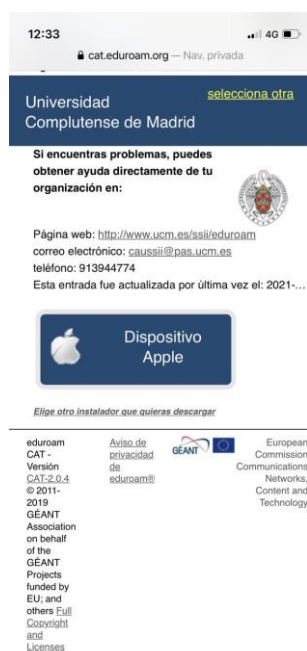 12:33
4G
cat.eduroam.org — Nav. privada
Universidad
Complutense de Madrid
selecciona otra
Si encuentras problemas, puedes
obtener ayuda directamente de tu
organización en:
Página web: http://www.ucm.es/ssii/eduroam
correo electrónico: caussii@pas.ucm.es
teléfono: 913944774
Esta entrada fue actualizada por última vez el: 2021-...
Dispositivo
Apple
Elige otro instalador que quieras descargar
eduroam
CAT -
Versión
CAT-2.0.4
© 2011-
2019
GÉANT
Association
on behalf
of the
GÉANT
Projects
funded by
EU; and
others Full
Copyright
and
Licenses
Aviso de
privacidad
de
eduroam®
GÉANT
European
Commission
Communications
Networks,
Content and
Technology